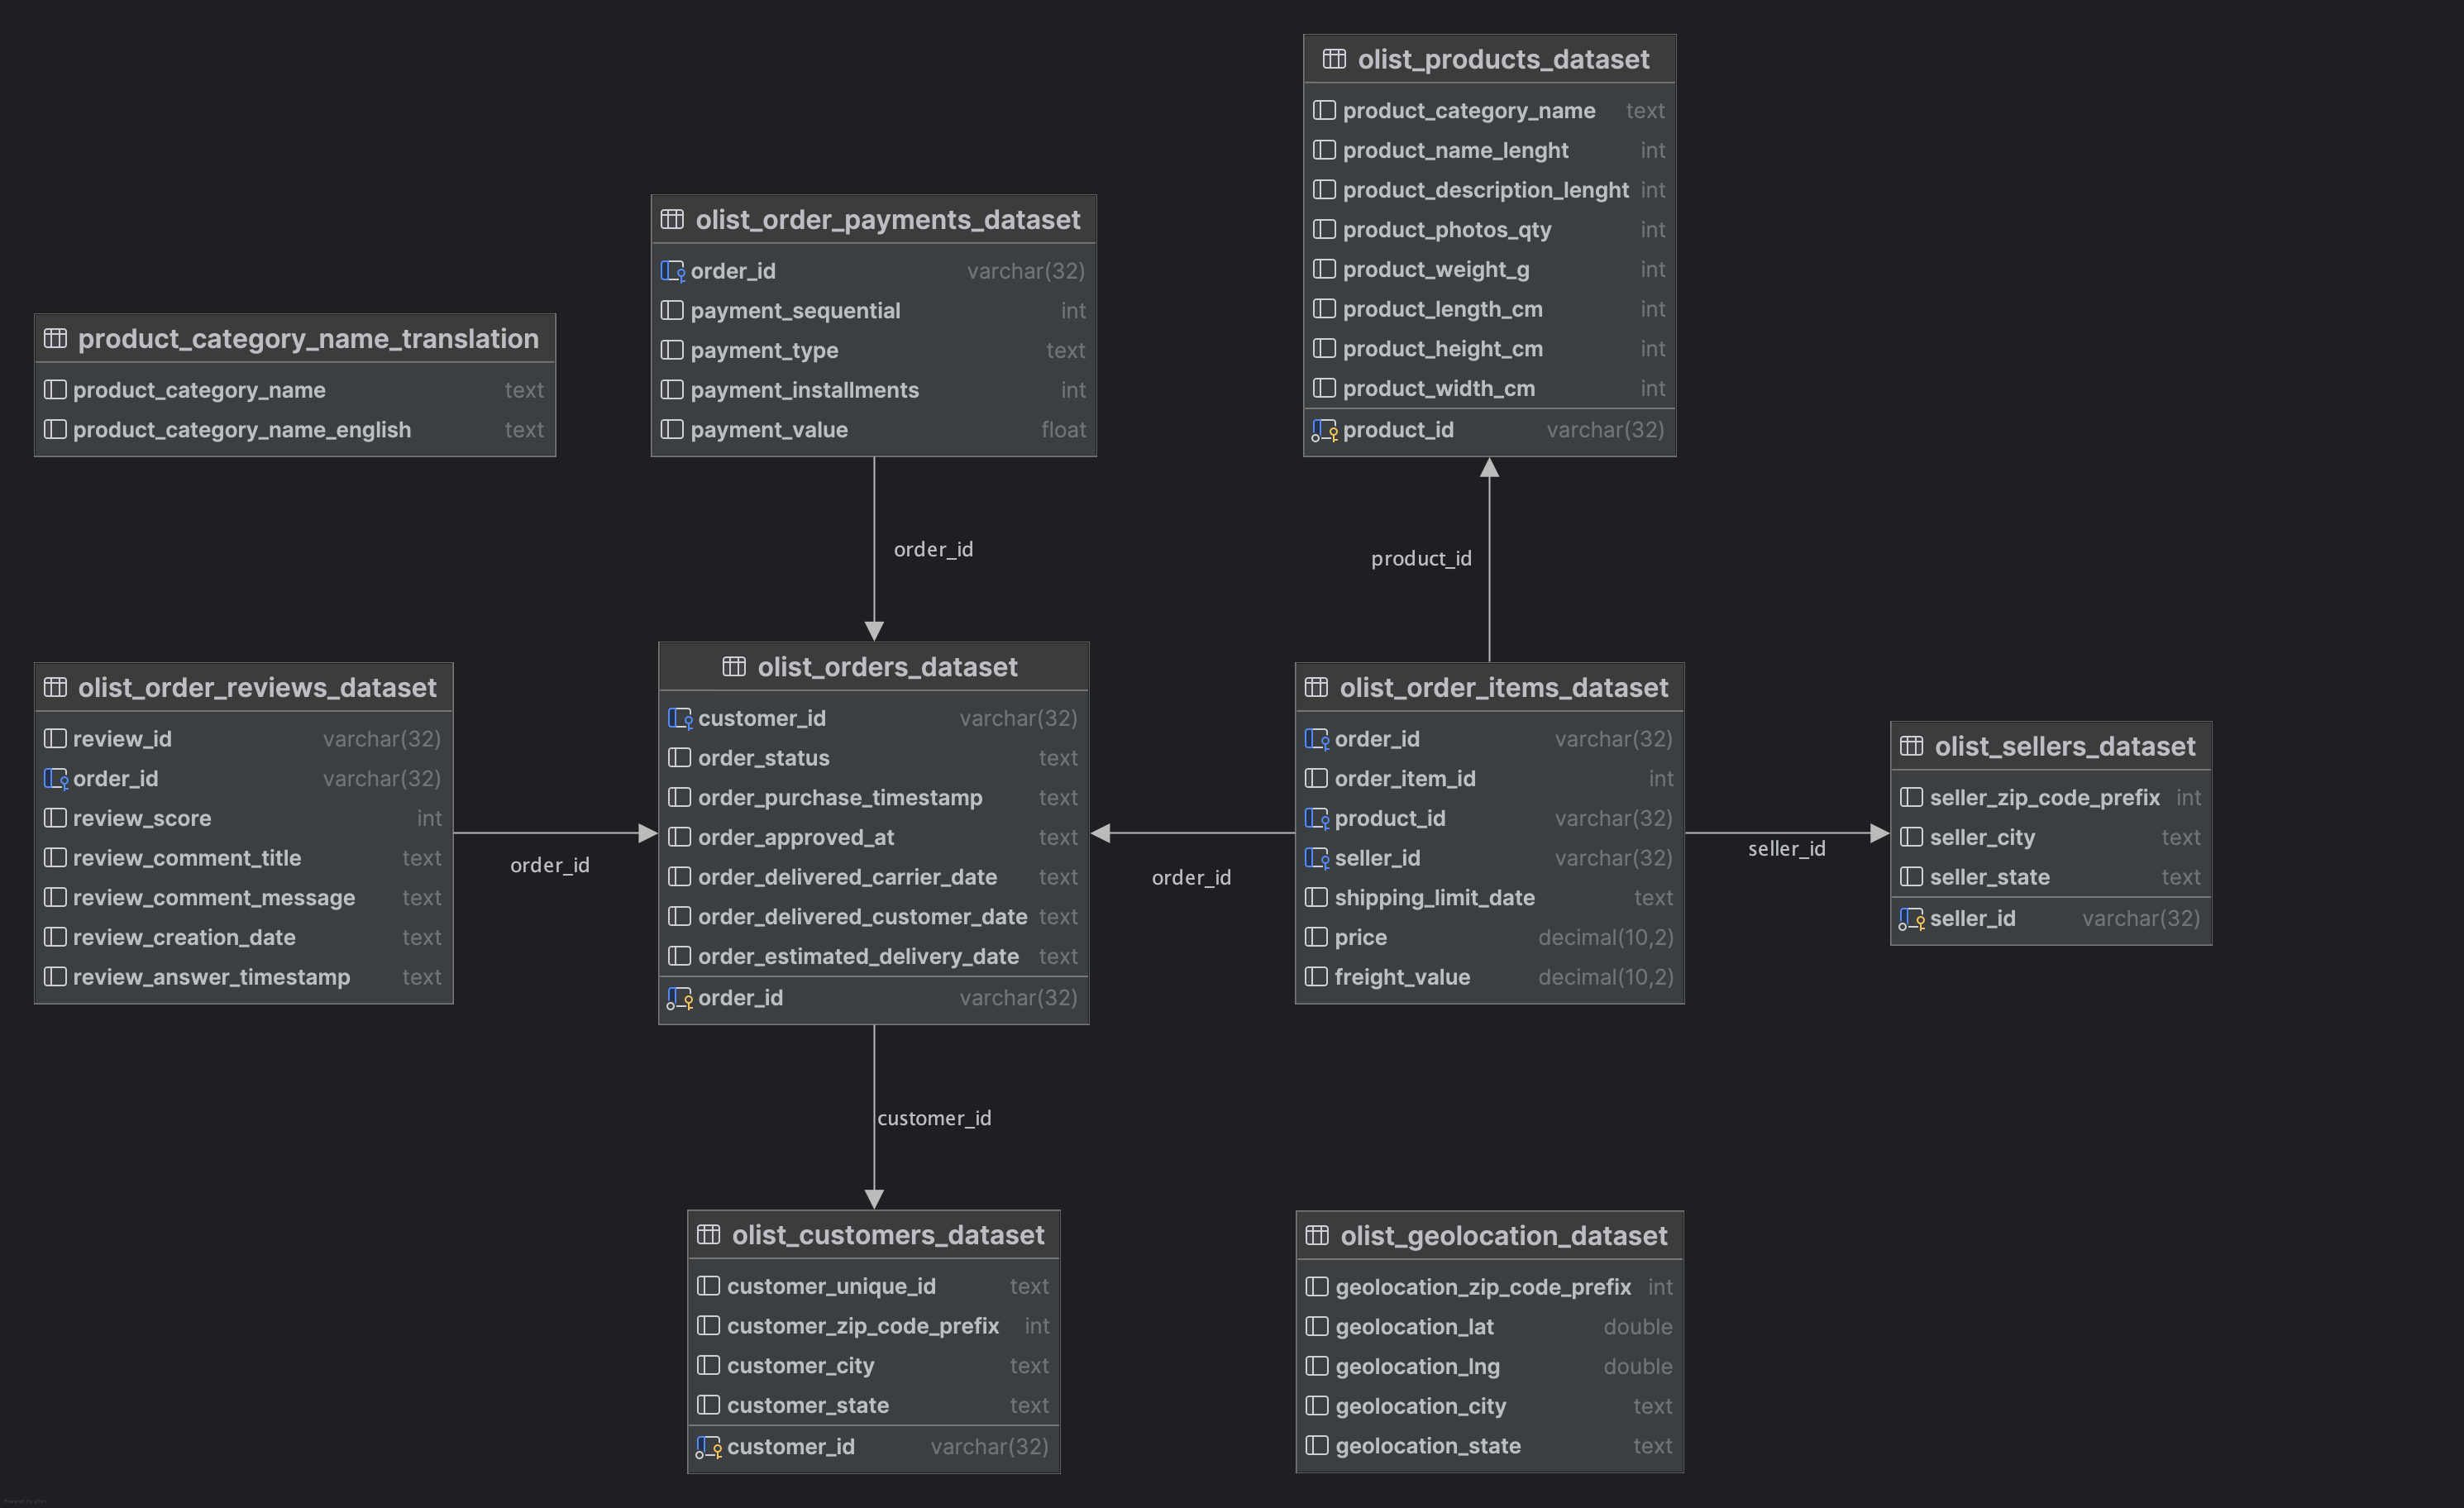 olist_products_dataset
product_category_name text
product_name_lenght int
product_description_lenght int
product_photos_qty int
product_weight_g int
product_length_cm int
product_height_cm int
product_width_cm int
product_id varchar(32)
olist_order_payments_dataset
order_id varchar(32)
payment_sequential int
payment_type text
payment_installments int
payment_value float
product_category_name_translation
product_category_name text
product_category_name_english text
order_id
product_id
olist_order_reviews_dataset
review_id varchar(32)
order_id varchar(32)
review_score int
review_comment_title text
review_comment_message text
review_creation_date text
review_answer_timestamp text
order_id
olist_orders_dataset
customer_id varchar(32)
order_status text
order_purchase_timestamp text
order_approved_at text
order_delivered_carrier_date text
order_delivered_customer_date text
order_estimated_delivery_date text
order_id varchar(32)
order_id
olist_order_items_dataset
order_id varchar(32)
order_item_id int
product_id varchar(32)
seller_id varchar(32)
shipping_limit_date text
price decimal(10,2)
freight_value decimal(10,2)
seller_id
olist_sellers_dataset
seller_zip_code_prefix int
seller_city text
seller_state text
seller_id varchar(32)
customer_id
olist_customers_dataset
customer_unique_id text
customer_zip_code_prefix int
customer_city text
customer_state text
customer_id varchar(32)
olist_geolocation_dataset
geolocation_zip_code_prefix int
geolocation_lat double
geolocation_lng double
geolocation_city text
geolocation_state text